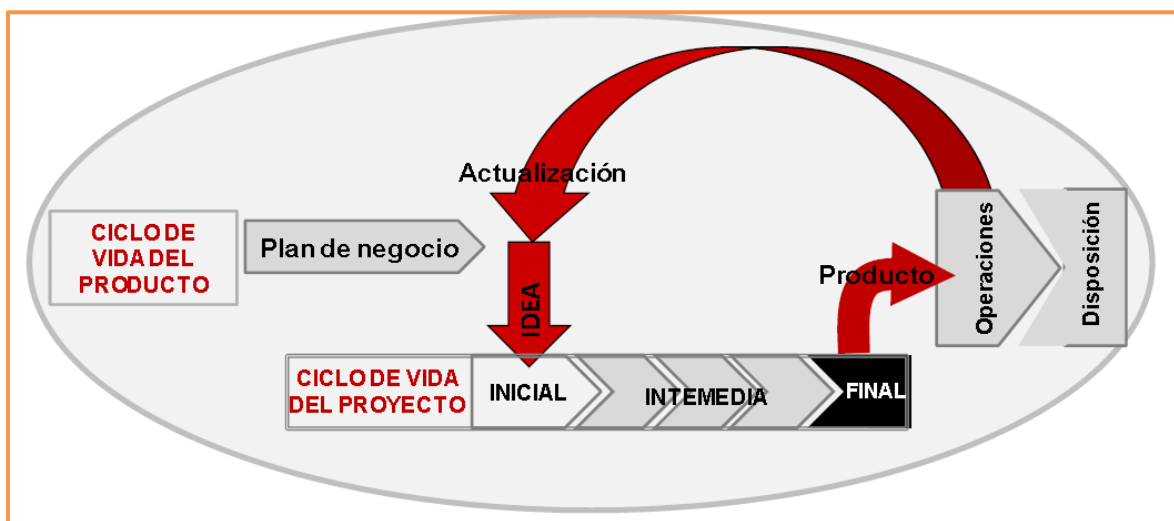 Actualización
CICLO DE
VIDA DEL
PRODUCTO
Plan de negocio
IDEA
Producto
Operaciones
Disposición
CICLO DE VIDA
DEL PROYECTO
INICIAL
INTEMEDIA
FINAL